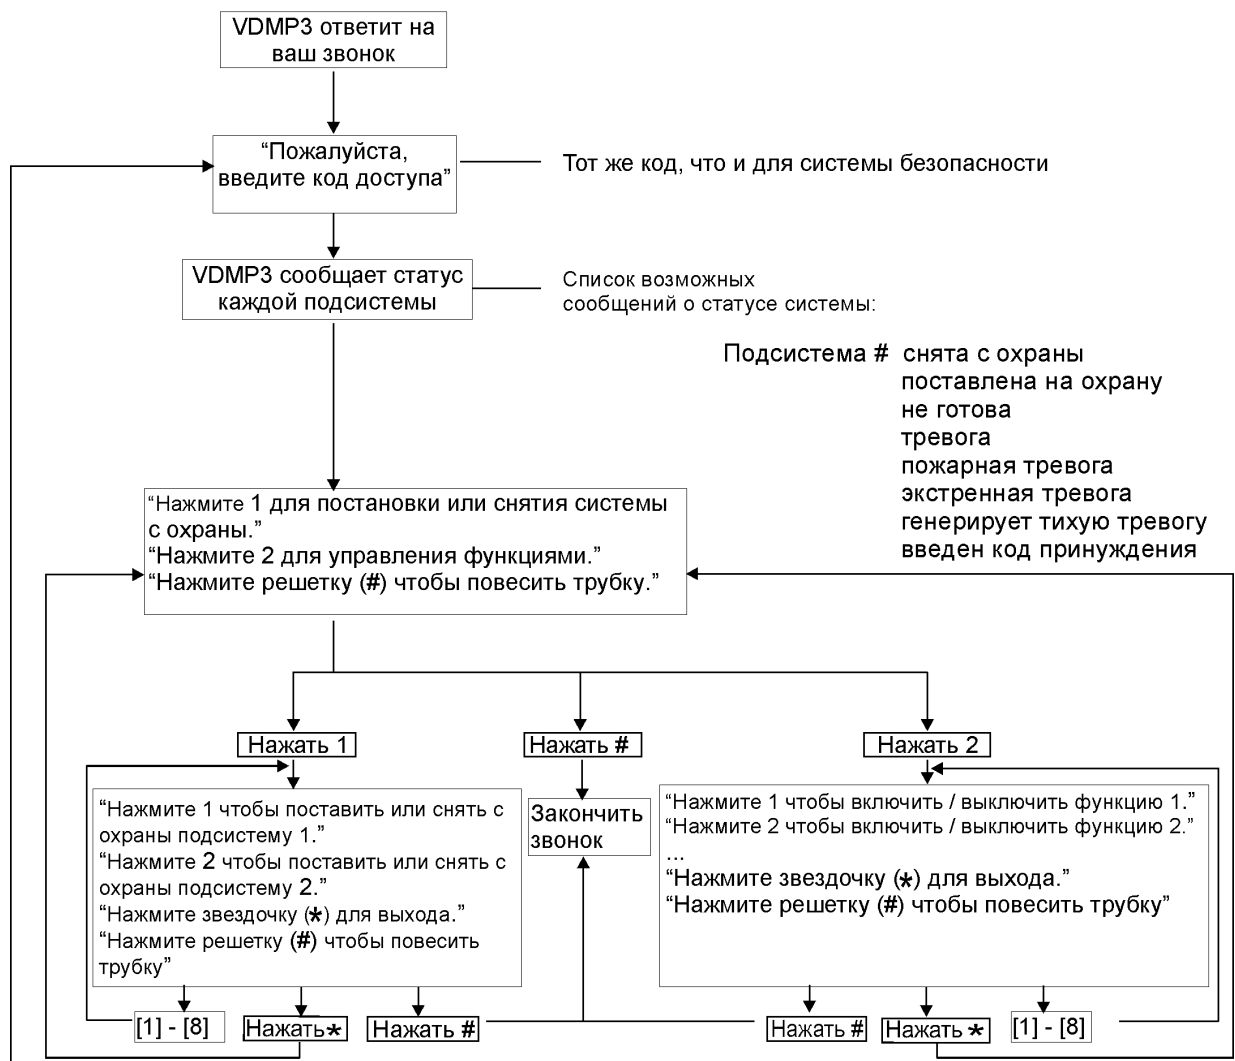 VDMP3 ответит на
ваш звонок
“Пожалуйста,
введите код доступа”
Тот же код, что и для системы безопасности
VDMP3 сообщает статус
каждой подсистемы
Список возможных
сообщений о статусе системы:
Подсистема # снята с охраны
поставлена на охрану
не готова
тревога
пожарная тревога
экстренная тревога
генерирует тихую тревогу
введен код принуждения
“Нажмите 1 для постановки или снятия системы
с охраны.”
“Нажмите 2 для управления функциями.”
“Нажмите решетку (#) чтобы повесить трубку.”
Нажать 1
Нажать #
Нажать 2
“Нажмите 1 чтобы поставить или снять с
охраны подсистему 1.”
“Нажмите 2 чтобы поставить или снять с
охраны подсистему 2.”
“Нажмите звездочку (*) для выхода.”
“Нажмите решетку (#) чтобы повесить
трубку”
Закончить
звонок
“Нажмите 1 чтобы включить / выключить функцию 1.”
“Нажмите 2 чтобы включить / выключить функцию 2.”
...
“Нажмите звездочку (*) для выхода.”
“Нажмите решетку (#) чтобы повесить трубку”
[1] - [8]
Нажать *
Нажать #
Нажать #
Нажать *
[1] - [8]